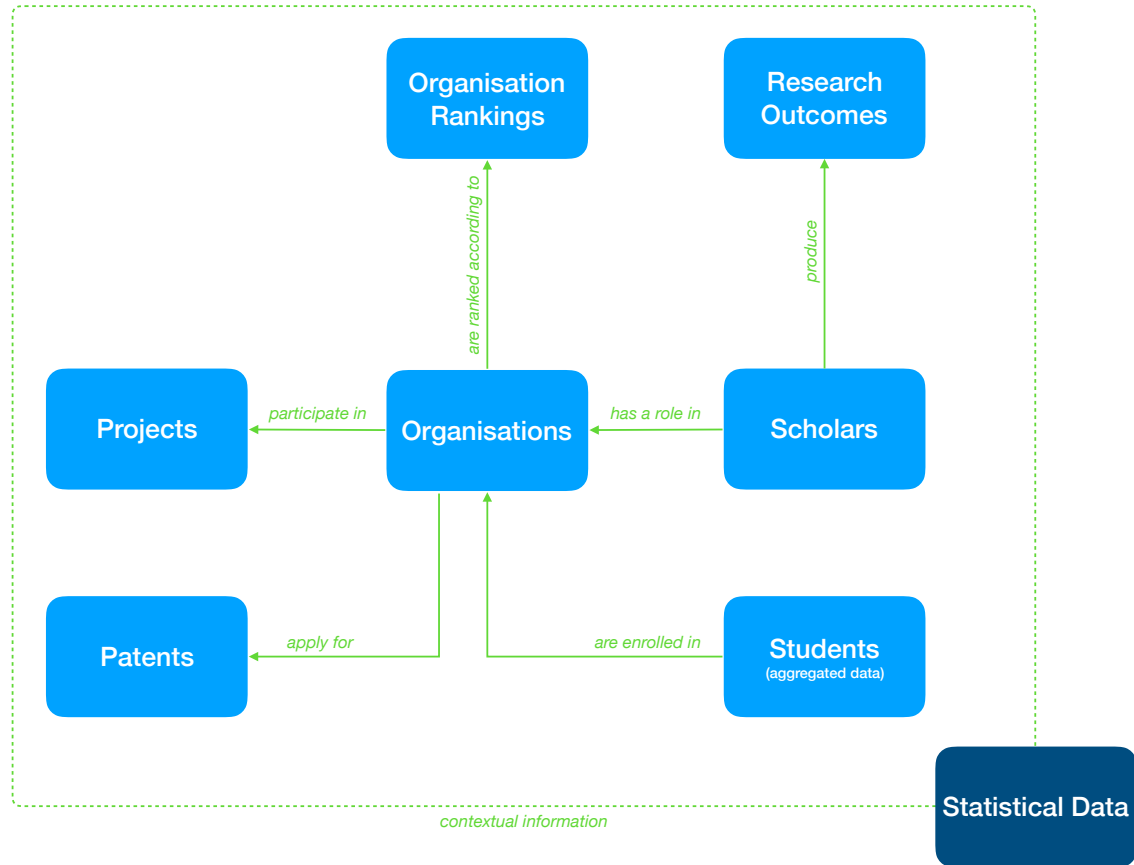 Organisation
Rankings
Research
Outcomes
are ranked according to
produce
Projects
participate in
Organisations
has a role in
Scholars
Patents
apply for
are enrolled in
Students
(aggregated data)
Statistical Data
contextual information